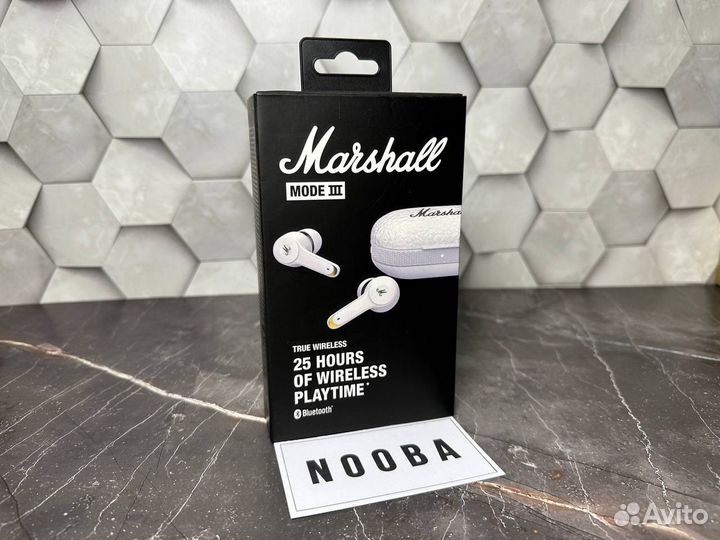 Marshall
MODE III
Marshall
M
M
TRUE WIRELESS
25 HOURS
OF WIRELESS
PLAYTIME*
Bluetooth®
NOOBA
Avito